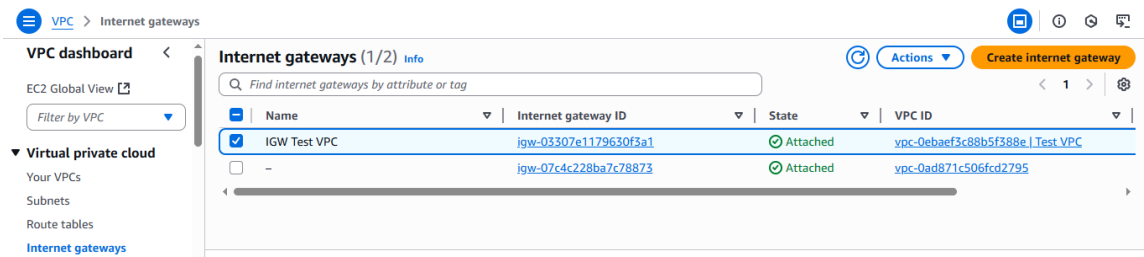 VPC > Internet gateways
VPC dashboard
EC2 Global View
Filter by VPC
Virtual private cloud
Your VPCs
Subnets
Route tables
Internet gateways
Internet gateways (1/2) Info
Actions
Create internet gateway
Find internet gateways by attribute or tag
1
Name Internet gateway ID State VPC ID
IGW Test VPC igw-03307e1179630f3a1 Attached vpc-0ebaef3c88b5f388e | Test VPC
– igw-07c4c228ba7c78873 Attached vpc-0ad871c506fcd2795